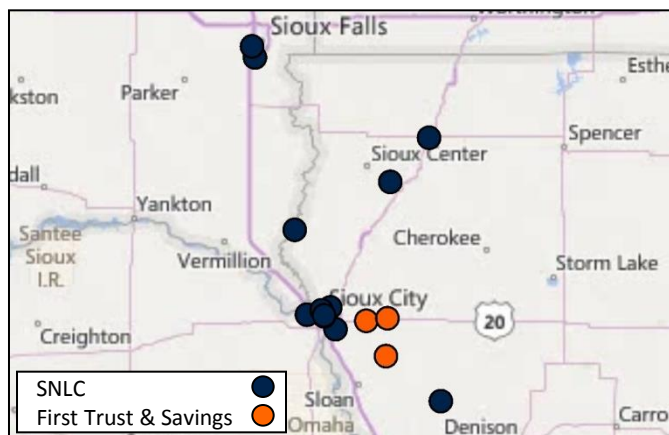 Worthington
Sioux Falls
Esthe
kston
Parker
Spencer
Sioux Center
dall
Yankton
Cherokee
Santee
Sioux
I.R.
Vermillion
Storm Lake
Sioux City
20
Creighton
SNLC
Sloan
First Trust & Savings
Omaha
Denison
Carro